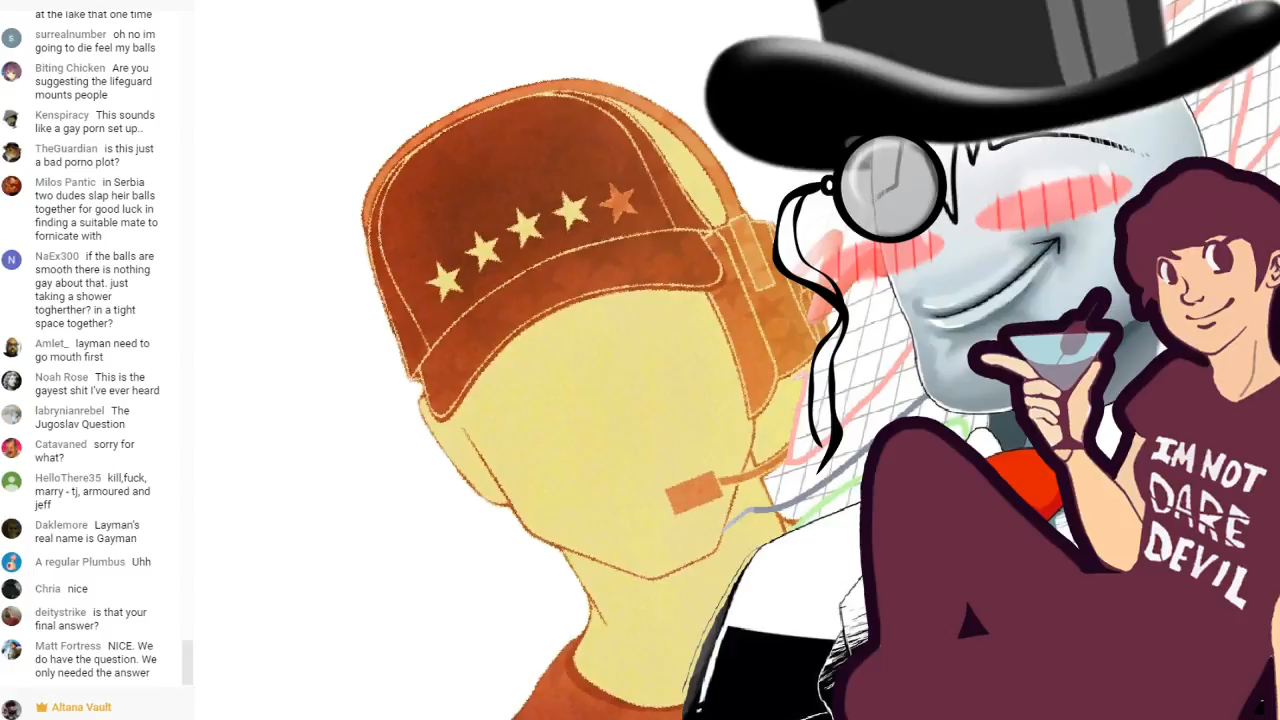 at the lake that one time
surrealnumber oh no im
going to die feel my balls
Biting Chicken Are you
suggesting the lifeguard
mounts people
Kenspiracy This sounds
like a gay porn set up..
TheGuardian is this just
a bad porno plot?
Milos Pantic in Serbia
two dudes slap heir balls
together for good luck in
finding a suitable mate to
fornicate with
NaEx300 if the balls are
smooth there is nothing
gay about that. just
taking a shower
togherther? in a tight
space together?
Amlet_ layman need to
go mouth first
Noah Rose This is the
gayest shit I've ever heard
labrynianrebel The
Jugoslav Question
Catavaned sorry for
what?
HelloThere35 kill,fuck,
marry - tj, armoured and
jeff
Daklemore Layman's
real name is Gayman
A regular Plumbus Uhh
Chria nice
deitystrike is that your
final answer?
Matt Fortress NICE. We
do have the question. We
only needed the answer
Altana Vault
S
N
IM NOT
DARE
DEVIL